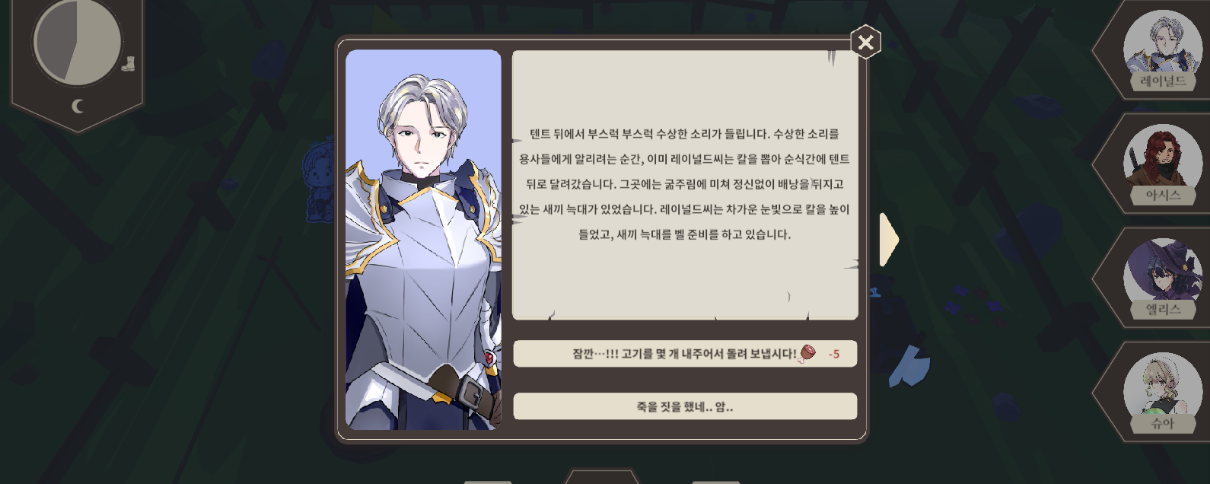 텐트 뒤에서 부스럭 부스럭 수상한 소리가 들립니다. 수상한 소리를
용사들에게 알리려는 순간, 이미 레이널드씨는 칼을 뽑아 순식간에 텐트
뒤로 달려갔습니다. 그곳에는 굶주림에 미쳐 정신없이 배낭을 뒤지고
있는 새끼 늑대가 있었습니다. 레이널드씨는 차가운 눈빛으로 칼을 높이
들었고, 새끼 늑대를 벨 준비를 하고 있습니다.
잠깐…!!! 고기를 몇 개 내주어서 돌려 보냅시다! -5
죽을 짓을 했네.. 암..
레이널드
아시스
엘리스
슈아